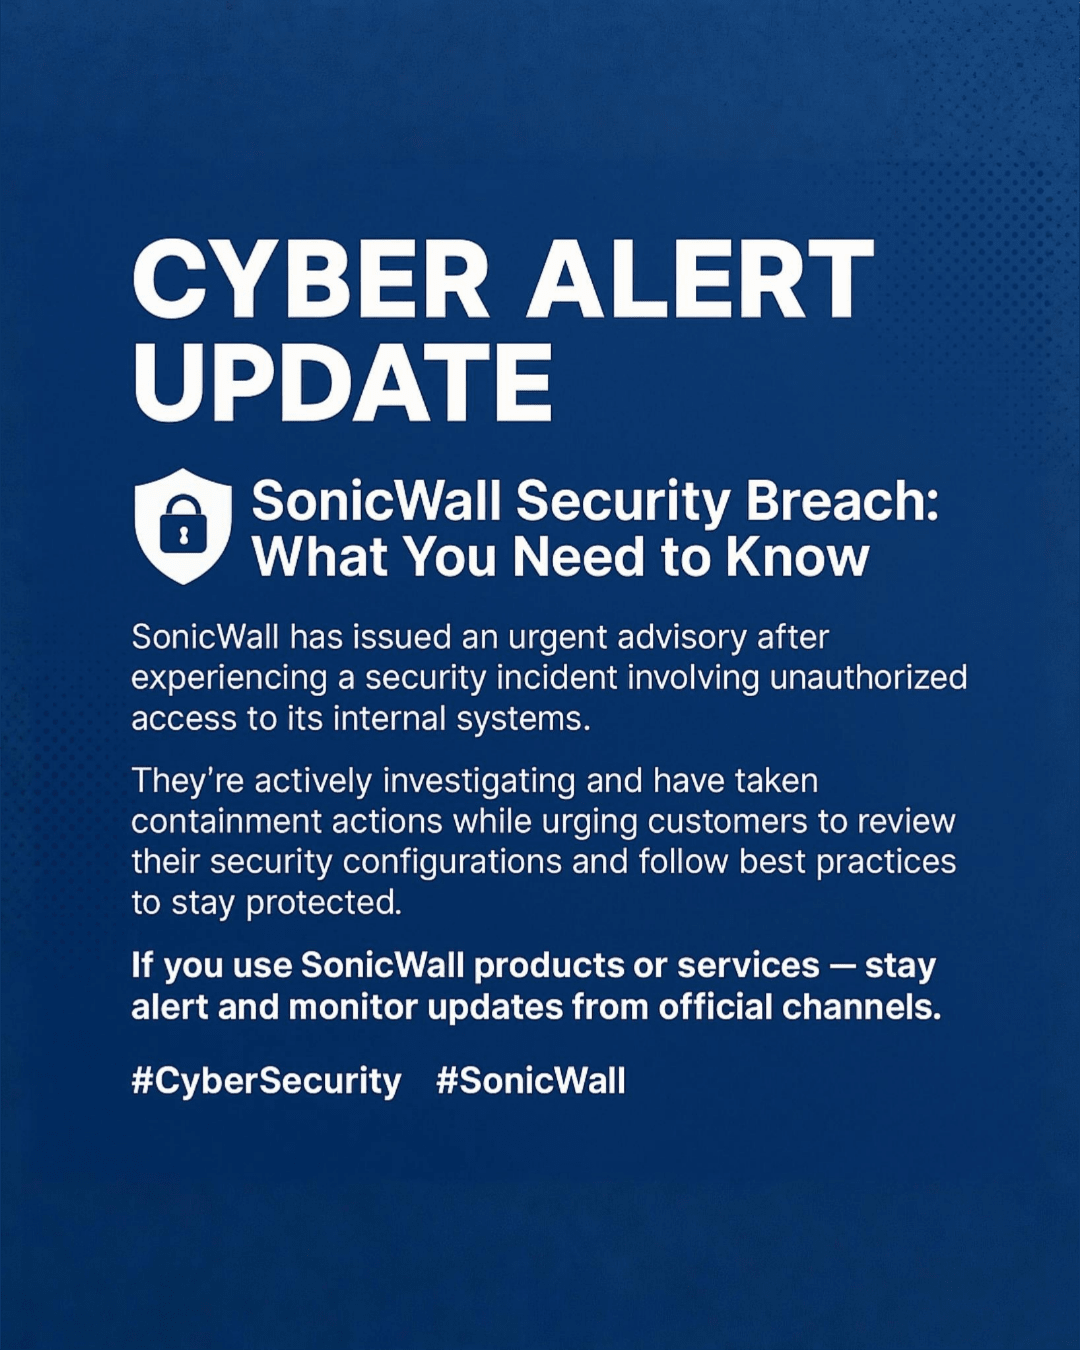 CYBER ALERT
UPDATE
SonicWall Security Breach:
What You Need to Know
SonicWall has issued an urgent advisory after
experiencing a security incident involving unauthorized
access to its internal systems.
They're actively investigating and have taken
containment actions while urging customers to review
their security configurations and follow best practices
to stay protected.
If you use SonicWall products or services — stay
alert and monitor updates from official channels.
#CyberSecurity #SonicWall